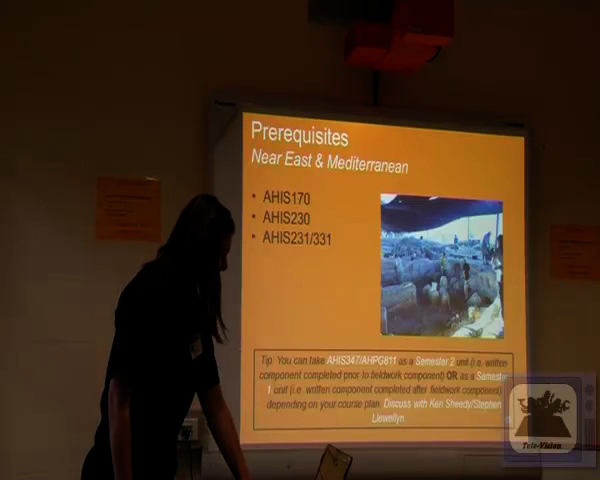 Prerequisites
Near East & Mediterranean
• AHIS170
• AHIS230
• AHIS231/331
Tip: You can take AHIS347/AHPG811 as a Semester 2 unit (i.e. written
component completed prior to fieldwork component) OR as a Semester
1 unit (i.e. written component completed after fieldwork component)
depending on your course plan. Discuss with Ken Sheedy/Stephen
Llewellyn
Tele-Vision